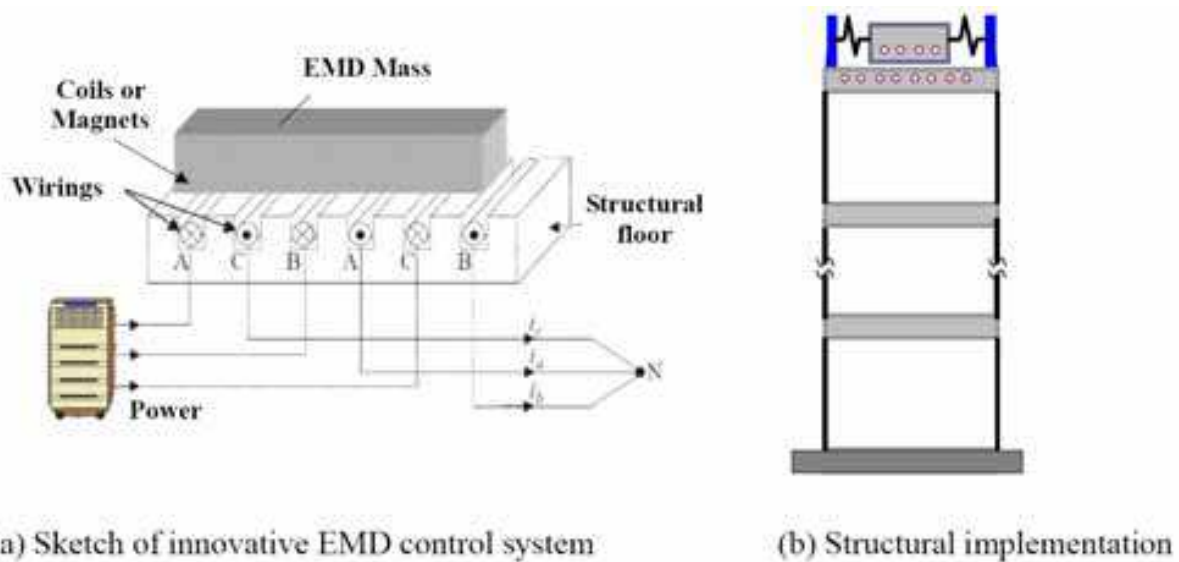 EMD Mass
Coils or
Magnets
Wirings
Structural
floor
A C B A C B
N
Power
a) Sketch of innovative EMD control system
(b) Structural implementation